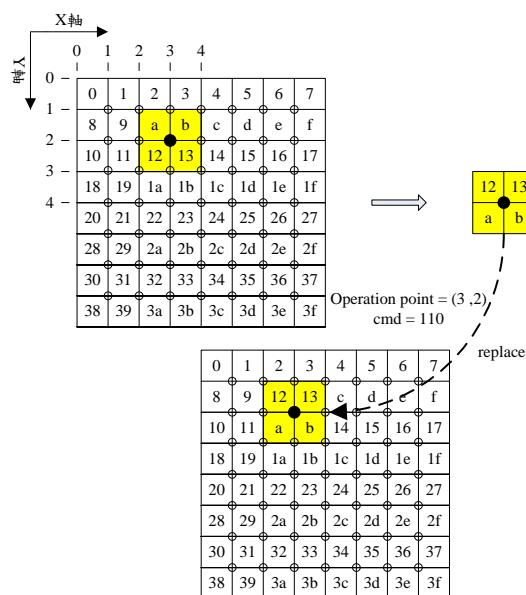 X軸
Y軸
0 1 2 3 4
0
1
2
3
4
0 1 2 3 4 5 6 7
8 9 a b c d e f
10 11 12 13 14 15 16 17
18 19 1a 1b 1c 1d 1e 1f
20 21 22 23 24 25 26 27
28 29 2a 2b 2c 2d 2e 2f
30 31 32 33 34 35 36 37
38 39 3a 3b 3c 3d 3e 3f
12 13
a b
Operation point = (3 ,2)
cmd = 110
replace
0 1 2 3 4 5 6 7
8 9 12 13 c d e f
10 11 a b 14 15 16 17
18 19 1a 1b 1c 1d 1e 1f
20 21 22 23 24 25 26 27
28 29 2a 2b 2c 2d 2e 2f
30 31 32 33 34 35 36 37
38 39 3a 3b 3c 3d 3e 3f